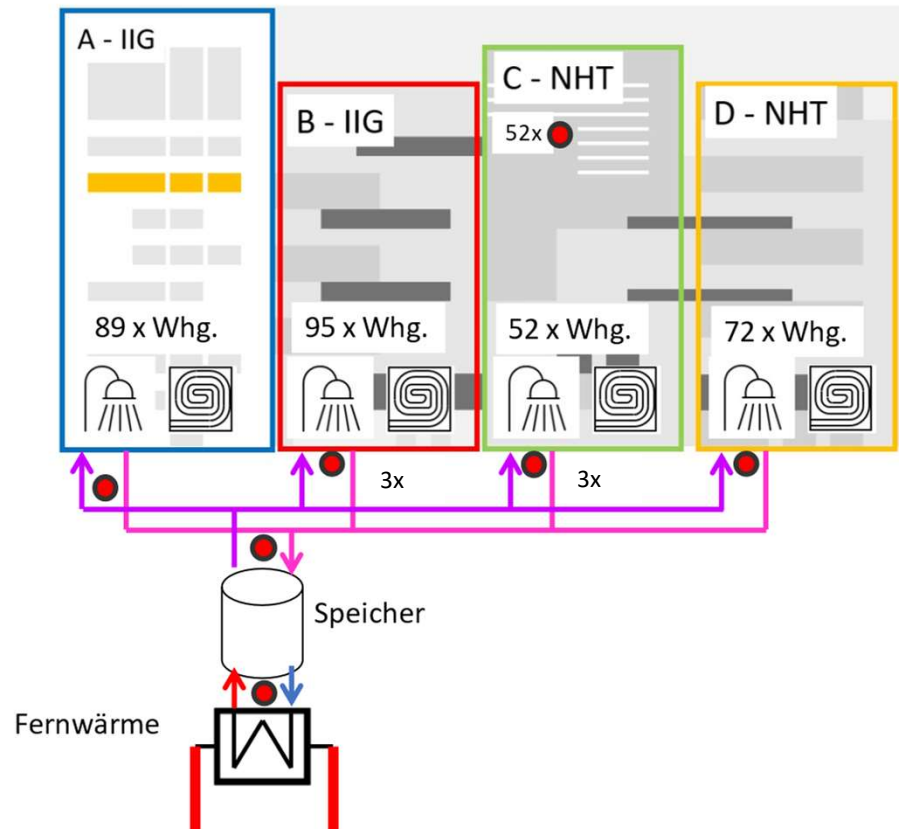 A - IIG
B - IIG
C - NHT
D - NHT
52x
89 x Whg.
95 x Whg.
52 x Whg.
72 x Whg.
3x
3x
Speicher
Fernwärme